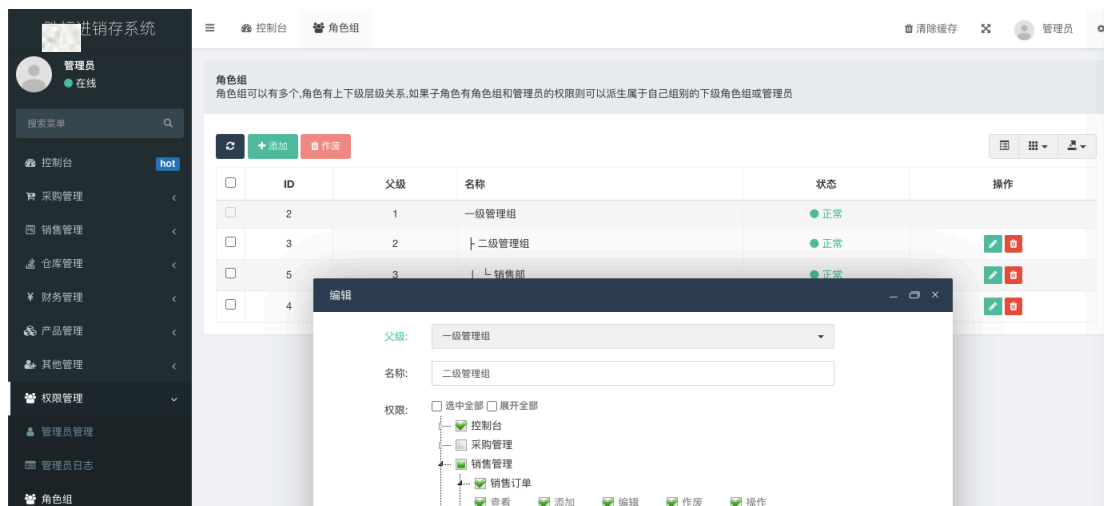 进销存系统
控制台
角色组
清除缓存
管理员
管理员
在线
搜索菜单
控制台 hot
采购管理
销售管理
仓库管理
¥ 财务管理
产品管理
其他管理
权限管理
管理员管理
管理员日志
角色组
角色组
角色组可以有多个,角色有上下级层级关系,如果子角色有角色组和管理员的权限则可以派生属于自己组别的下级角色组或管理员
添加 作废
ID 父级 名称 状态 操作
2 1 一级管理组 正常
3 2 ├ 二级管理组 正常
5 3 | └ 销售部 正常
4
编辑
父级: 一级管理组
名称: 二级管理组
权限: 选中全部 展开全部
控制台
采购管理
销售管理
销售订单
查看 添加 编辑 作废 操作